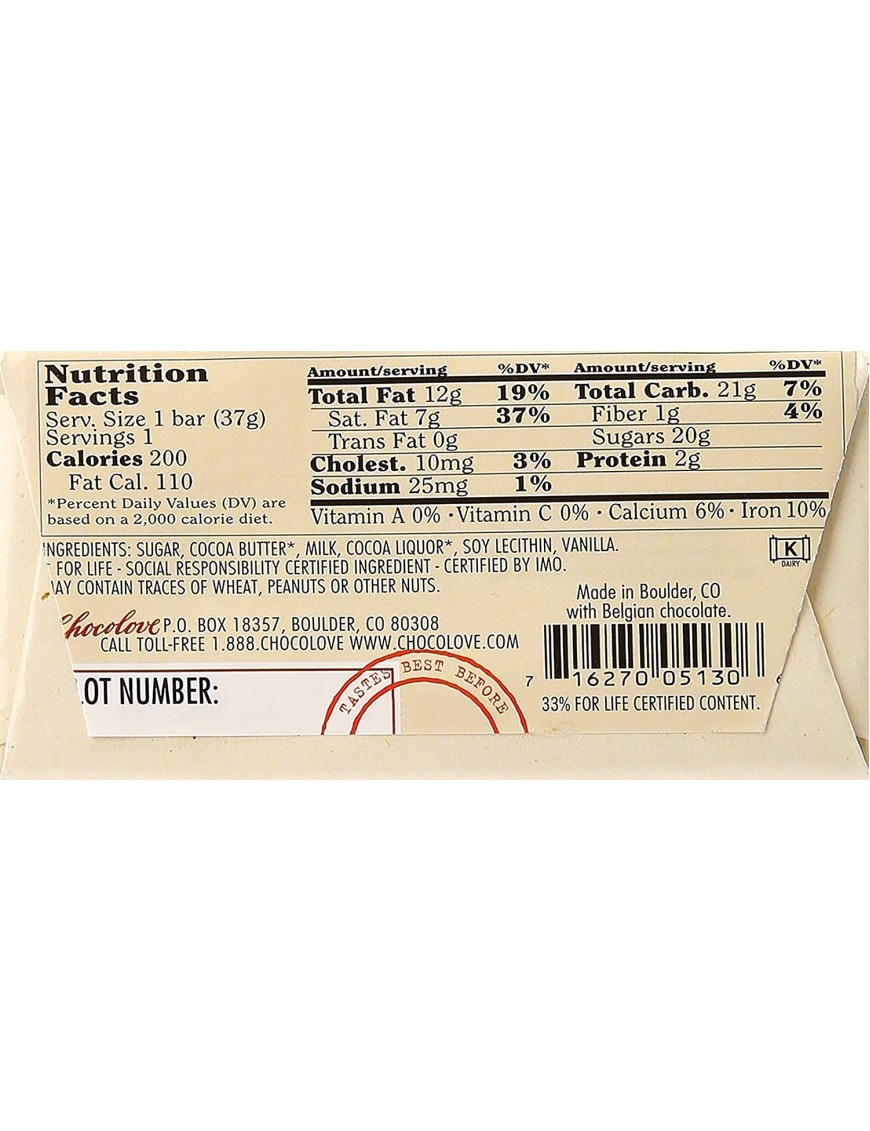 Nutrition
Facts
Serv. Size 1 bar (37g)
Servings 1
Calories 200
Fat Cal. 110
*Percent Daily Values (DV) are
based on a 2,000 calorie diet.
Amount/serving %DV*
Total Fat 12g 19%
Sat. Fat 7g 37%
Trans Fat 0g
Cholest. 10mg 3%
Sodium 25mg 1%
Amount/serving %DV*
Total Carb. 21g 7%
Fiber 1g 4%
Sugars 20g
Protein 2g
Vitamin A 0% · Vitamin C 0% · Calcium 6% · Iron 10%
INGREDIENTS: SUGAR, COCOA BUTTER*, MILK, COCOA LIQUOR*, SOY LECITHIN, VANILLA.
* FOR LIFE - SOCIAL RESPONSIBILITY CERTIFIED INGREDIENT - CERTIFIED BY IMO.
MAY CONTAIN TRACES OF WHEAT, PEANUTS OR OTHER NUTS.
K
DAIRY
Chocolove P.O. BOX 18357, BOULDER, CO 80308
CALL TOLL-FREE 1.888.CHOCOLOVE WWW.CHOCOLOVE.COM
Made in Boulder, CO
with Belgian chocolate.
7 16270 05130
33% FOR LIFE CERTIFIED CONTENT.
LOT NUMBER:
TASTES BEST BEFORE